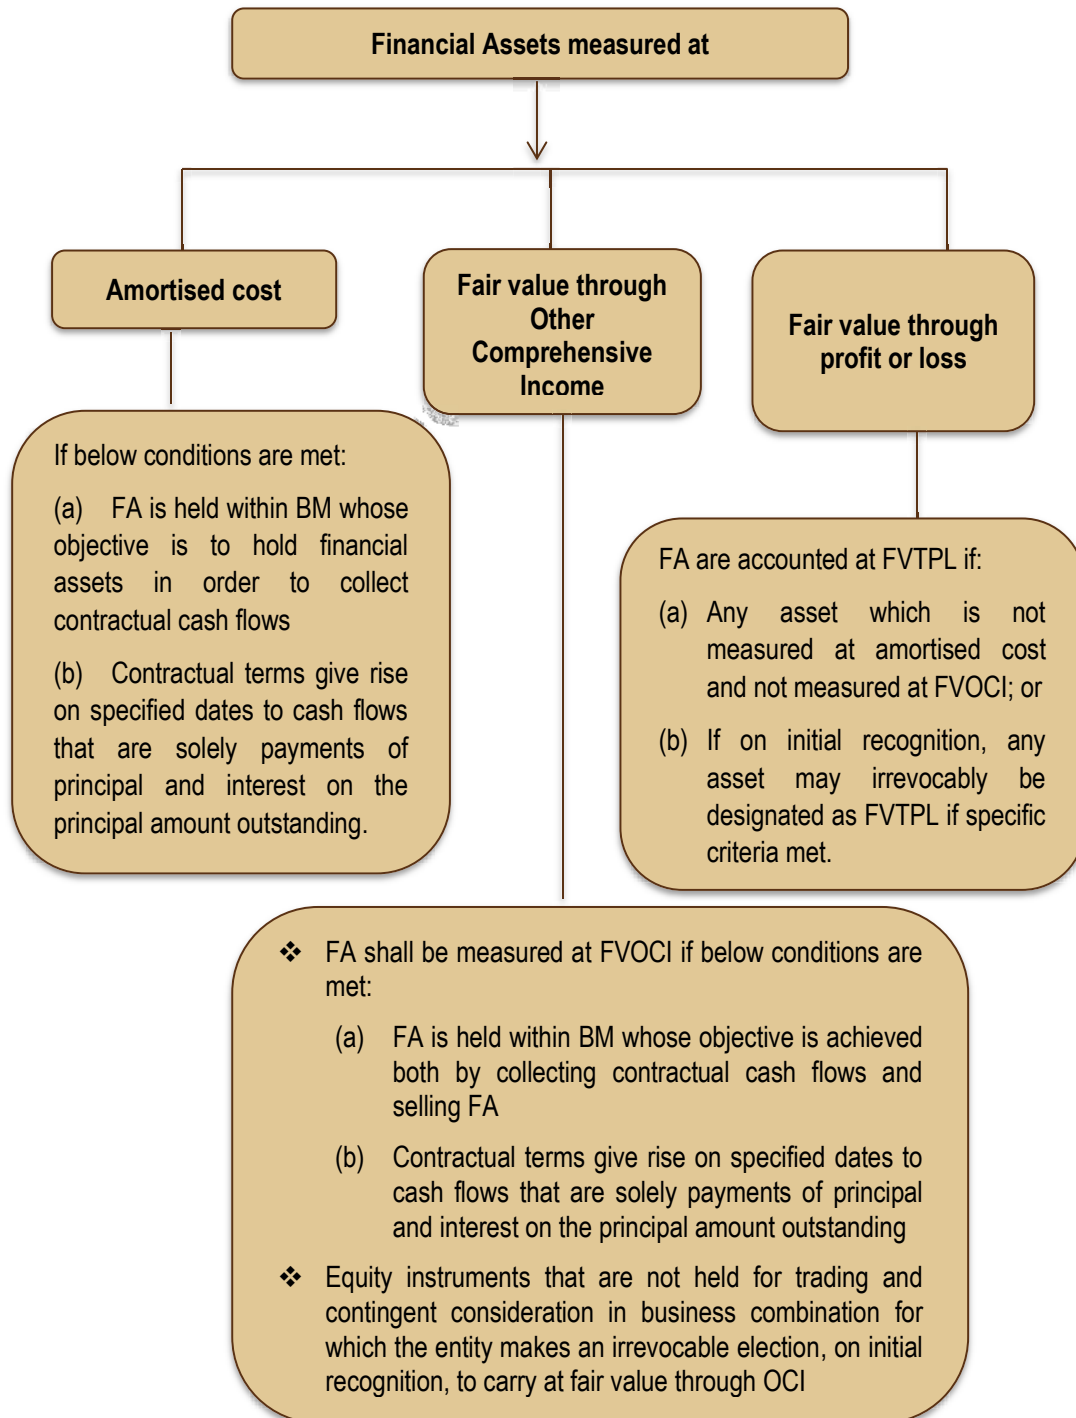 Financial Assets measured at
Amortised cost
Fair value through
Other
Comprehensive
Income
Fair value through
profit or loss
If below conditions are met:
(a) FA is held within BM whose
objective is to hold financial
assets in order to collect
contractual cash flows
(b) Contractual terms give rise
on specified dates to cash flows
that are solely payments of
principal and interest on the
principal amount outstanding.
FA are accounted at FVTPL if:
(a) Any asset which is not
measured at amortised cost
and not measured at FVOCI; or
(b) If on initial recognition, any
asset may irrevocably be
designated as FVTPL if specific
criteria met.
❖ FA shall be measured at FVOCI if below conditions are
met:
(a) FA is held within BM whose objective is achieved
both by collecting contractual cash flows and
selling FA
(b) Contractual terms give rise on specified dates to
cash flows that are solely payments of principal
and interest on the principal amount outstanding
❖ Equity instruments that are not held for trading and
contingent consideration in business combination for
which the entity makes an irrevocable election, on initial
recognition, to carry at fair value through OCI